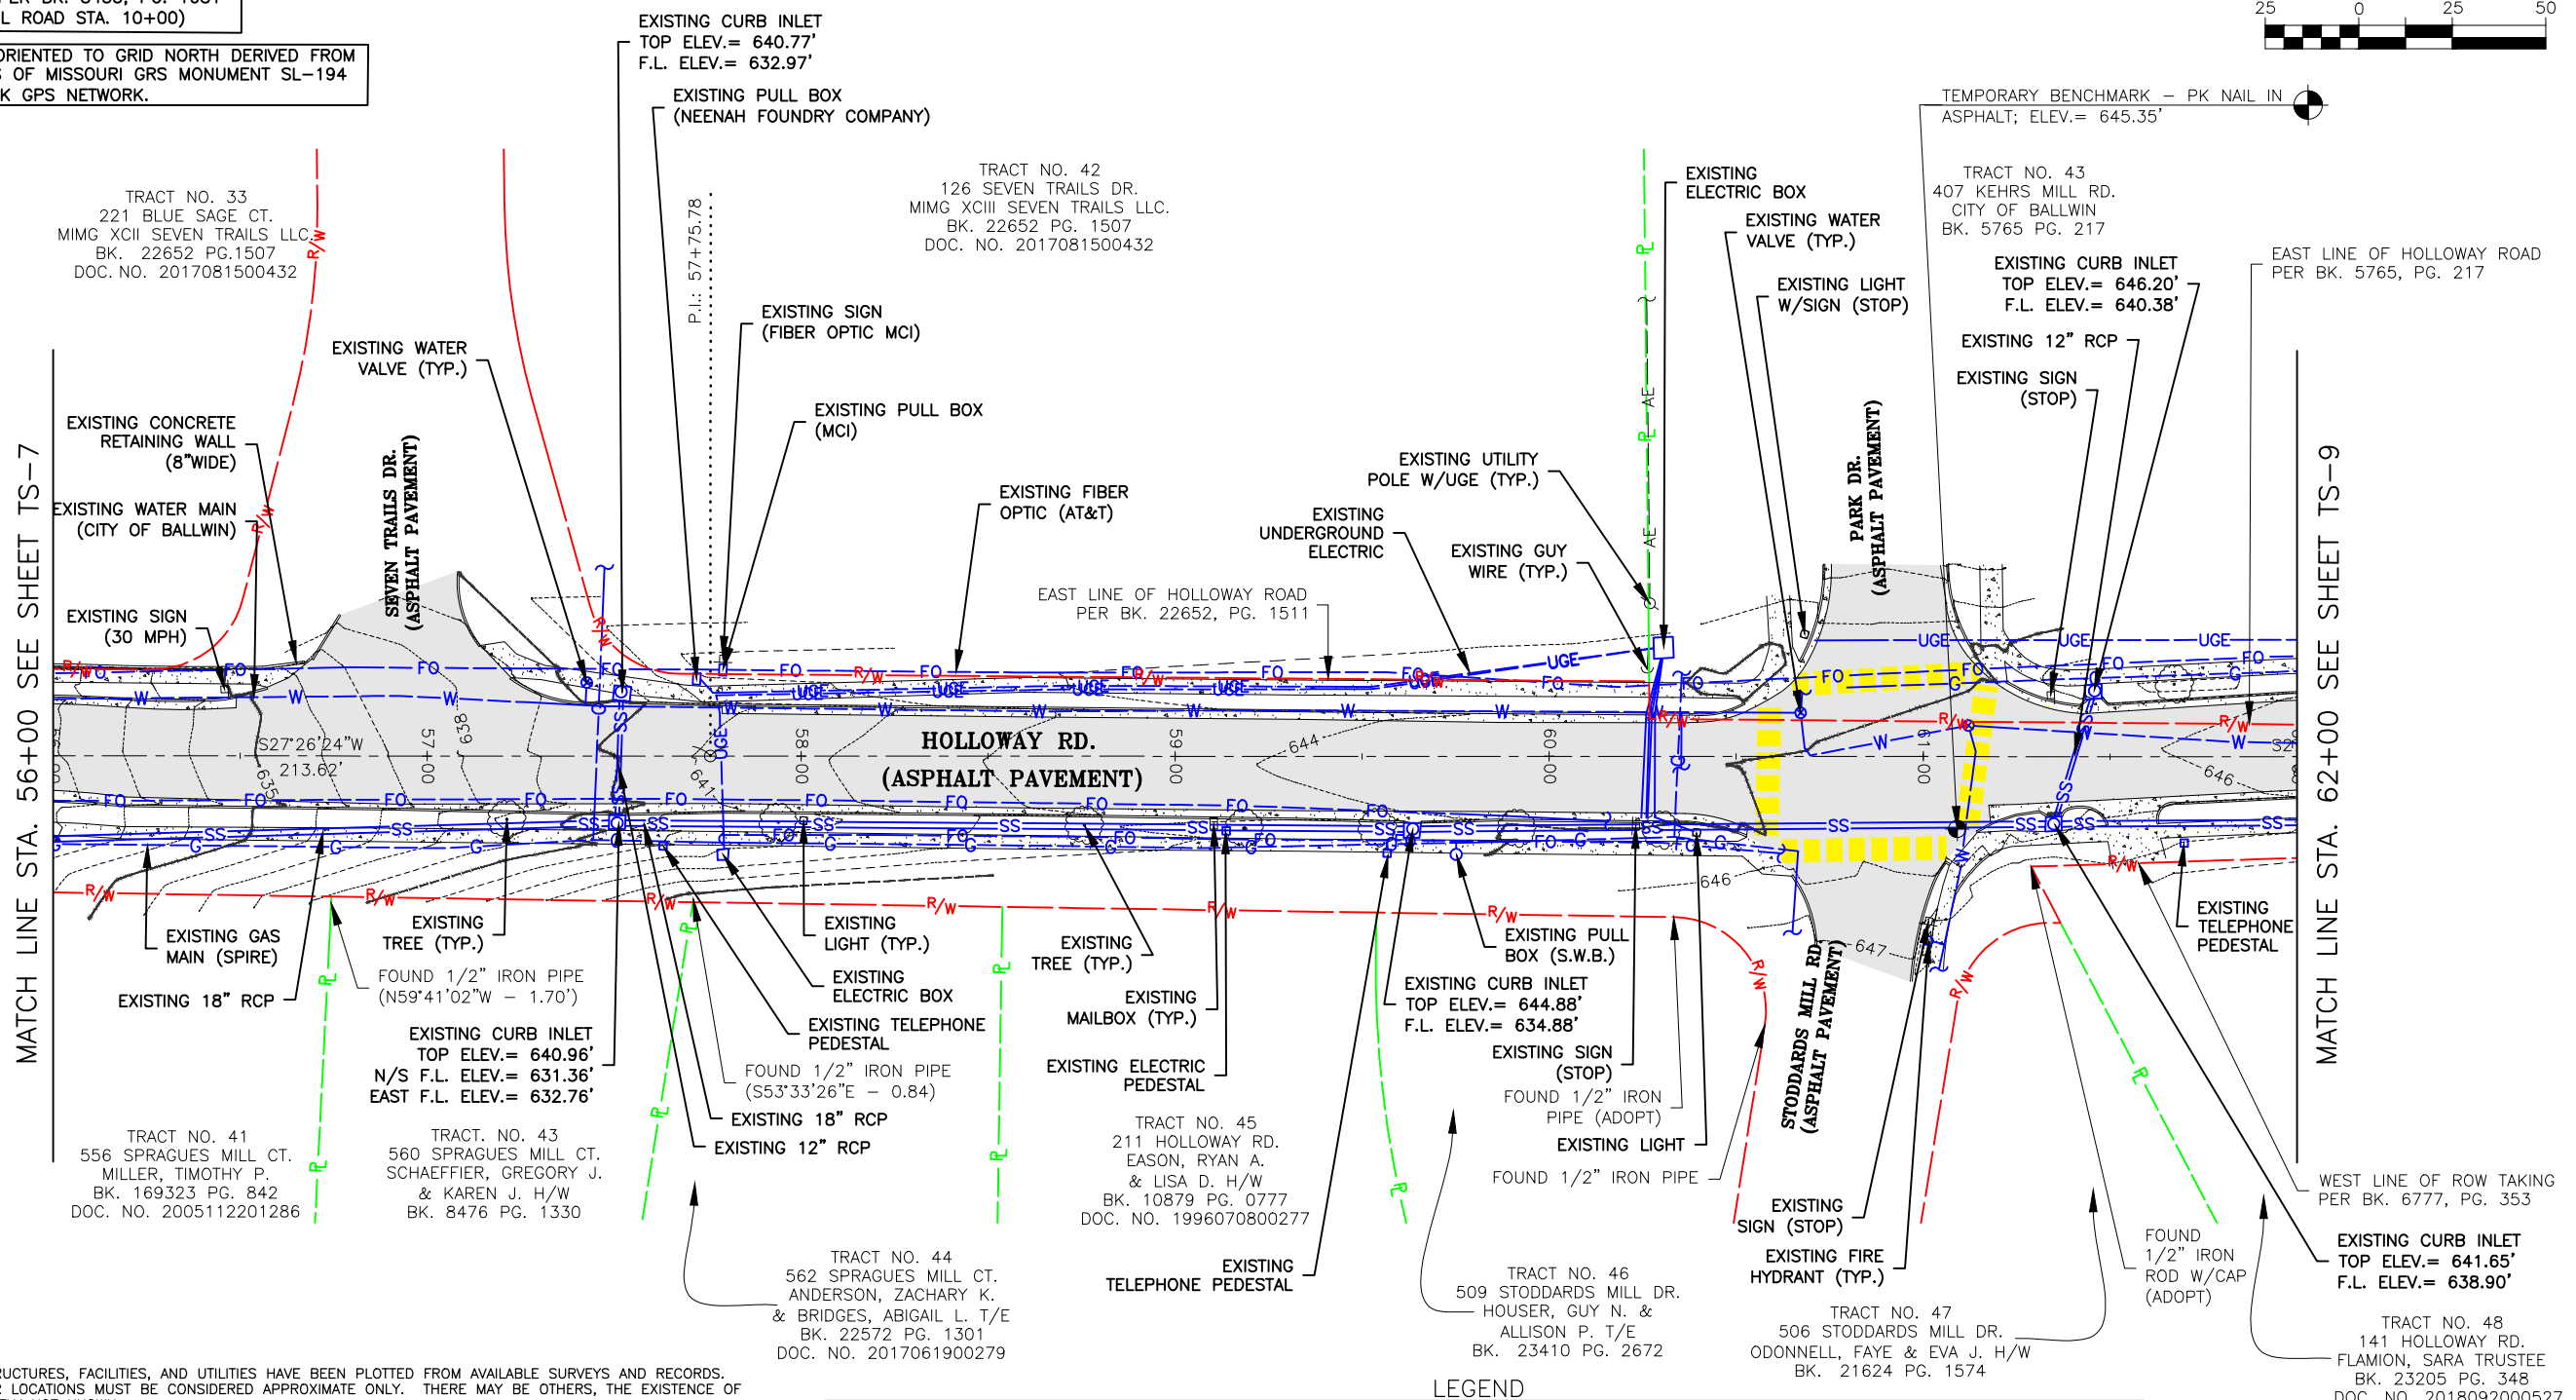 L ROAD STA. 10+00)
ORIENTED TO GRID NORTH DERIVED FROM
OF MISSOURI GRS MONUMENT SL-194
K GPS NETWORK.
25 0 25 50
EXISTING CURB INLET
TOP ELEV.= 640.77'
F.L. ELEV.= 632.97'
EXISTING PULL BOX
(NEENAH FOUNDRY COMPANY)
TEMPORARY BENCHMARK - PK NAIL IN
ASPHALT; ELEV.= 645.35'
TRACT NO. 33
221 BLUE SAGE CT.
MIMG XCII SEVEN TRAILS LLC.
BK. 22652 PG.1507
DOC. NO. 2017081500432
P.I.: 57+75.78
TRACT NO. 42
126 SEVEN TRAILS DR.
MIMG XCIII SEVEN TRAILS LLC.
BK. 22652 PG. 1507
DOC. NO. 2017081500432
EXISTING
ELECTRIC BOX
EXISTING WATER
VALVE (TYP.)
EXISTING LIGHT
W/SIGN (STOP)
TRACT NO. 43
407 KEHRS MILL RD.
CITY OF BALLWIN
BK. 5765 PG. 217
EXISTING CURB INLET
TOP ELEV.= 646.20'
F.L. ELEV.= 640.38'
EAST LINE OF HOLLOWAY ROAD
PER BK. 5765, PG. 217
EXISTING 12" RCP
EXISTING SIGN
(STOP)
EXISTING SIGN
(FIBER OPTIC MCI)
EXISTING WATER
VALVE (TYP.)
EXISTING PULL BOX
(MCI)
EXISTING CONCRETE
RETAINING WALL
(8"WIDE)
EXISTING WATER MAIN
(CITY OF BALLWIN)
EXISTING SIGN
(30 MPH)
SEVEN TRAILS DR.
(ASPHALT PAVEMENT)
EXISTING FIBER
OPTIC (AT&T)
EXISTING UTILITY
POLE W/UGE (TYP.)
EXISTING
UNDERGROUND
ELECTRIC
EXISTING GUY
WIRE (TYP.)
EAST LINE OF HOLLOWAY ROAD
PER BK. 22652, PG. 1511
PARK DR.
(ASPHALT PAVEMENT)
MATCH LINE STA. 56+00 SEE SHEET TS-7
MATCH LINE STA. 62+00 SEE SHEET TS-9
S27°26'24"W
213.62'
635
57+00
639
641
58+00
HOLLOWAY RD.
(ASPHALT PAVEMENT)
59+00
644
60+00
61+00
646
646
647
EXISTING GAS
MAIN (SPIRE)
EXISTING 18" RCP
EXISTING
TREE (TYP.)
FOUND 1/2" IRON PIPE
(N59°41'02"W - 1.70')
EXISTING CURB INLET
TOP ELEV.= 640.96'
N/S F.L. ELEV.= 631.36'
EAST F.L. ELEV.= 632.76'
EXISTING
LIGHT (TYP.)
EXISTING
ELECTRIC BOX
EXISTING TELEPHONE
PEDESTAL
FOUND 1/2" IRON PIPE
(S53°33'26"E - 0.84)
EXISTING 18" RCP
EXISTING 12" RCP
EXISTING
TREE (TYP.)
EXISTING
MAILBOX (TYP.)
EXISTING ELECTRIC
PEDESTAL
EXISTING PULL
BOX (S.W.B.)
EXISTING CURB INLET
TOP ELEV.= 644.88'
F.L. ELEV.= 634.88'
EXISTING SIGN
(STOP)
FOUND 1/2" IRON
PIPE (ADOPT)
EXISTING LIGHT
FOUND 1/2" IRON PIPE
STODDARDS MILL RD.
(ASPHALT PAVEMENT)
EXISTING
TELEPHONE
PEDESTAL
TRACT NO. 41
556 SPRAGUES MILL CT.
MILLER, TIMOTHY P.
BK. 169323 PG. 842
DOC. NO. 2005112201286
TRACT. NO. 43
560 SPRAGUES MILL CT.
SCHAEFFIER, GREGORY J.
& KAREN J. H/W
BK. 8476 PG. 1330
TRACT NO. 45
211 HOLLOWAY RD.
EASON, RYAN A.
& LISA D. H/W
BK. 10879 PG. 0777
DOC. NO. 1996070800277
EXISTING
TELEPHONE PEDESTAL
EXISTING
SIGN (STOP)
EXISTING FIRE
HYDRANT (TYP.)
WEST LINE OF ROW TAKING
PER BK. 6777, PG. 353
FOUND
1/2" IRON
ROD W/CAP
(ADOPT)
EXISTING CURB INLET
TOP ELEV.= 641.65'
F.L. ELEV.= 638.90'
TRACT NO. 44
562 SPRAGUES MILL CT.
ANDERSON, ZACHARY K.
& BRIDGES, ABIGAIL L. T/E
BK. 22572 PG. 1301
DOC. NO. 2017061900279
TRACT NO. 46
509 STODDARDS MILL DR.
HOUSER, GUY N. &
ALLISON P. T/E
BK. 23410 PG. 2672
TRACT NO. 47
506 STODDARDS MILL DR.
ODONNELL, FAYE & EVA J. H/W
BK. 21624 PG. 1574
TRACT NO. 48
141 HOLLOWAY RD.
FLAMION, SARA TRUSTEE
BK. 23205 PG. 348
DOC. NO. 2018092000527
RUCTURES, FACILITIES, AND UTILITIES HAVE BEEN PLOTTED FROM AVAILABLE SURVEYS AND RECORDS.
LOCATIONS MUST BE CONSIDERED APPROXIMATE ONLY. THERE MAY BE OTHERS, THE EXISTENCE OF
LEGEND